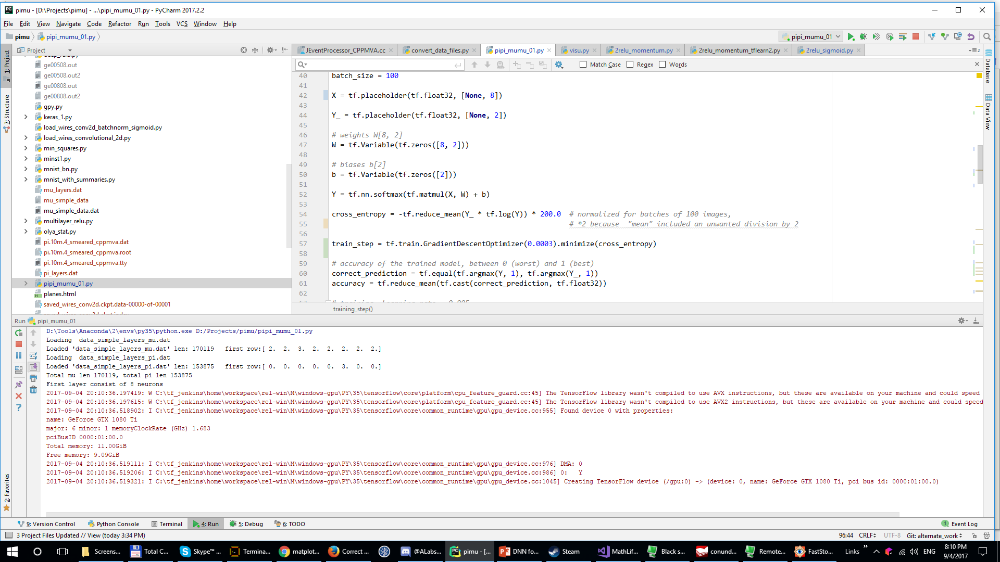 pimu - [D:\Projects\pimu] - ...\pipi_mumu_01.py - PyCharm 2017.2.2
File Edit View Navigate Code Refactor Run Tools VCS Window Help
pimu pipi_mumu_01.py
pipi_mumu_01
Project
JEventProcessor_CPPMVA.cc convert_data_files.py pipi_mumu_01.py visu.py 2relu_momentum.py 2relu_momentum_tflearn2.py 2relu_sigmoid.py
Match Case Regex Words
1: Project
7: Structure
2: Favorites
Database
Data View
ge00508.out
ge00508.out2
ge00808.out
ge00808.out2
gpy.py
keras_1.py
load_wires_conv2d_batchnorm_sigmoid.py
load_wires_convolutional_2d.py
min_squares.py
minst1.py
mnist_bn.py
mnist_with_summaries.py
mu_layers.dat
mu_simple_data
mu_simple_data.dat
multilayer_relu.py
olya_stat.py
pi.10m.4_smeared_cppmva.dat
pi.10m.4_smeared_cppmva.root
pi.10m.4_smeared_cppmva.tty
pi_layers.dat
pipi_mumu_01.py
planes.html
saved_wires_conv2d.ckpt.data-00000-of-00001
saved_wires_conv2d.ckpt.index
40 batch_size = 100
41
42 X = tf.placeholder(tf.float32, [None, 8])
43
44 Y_ = tf.placeholder(tf.float32, [None, 2])
45
46 # weights W[8, 2]
47 W = tf.Variable(tf.zeros([8, 2]))
48
49 # biases b[2]
50 b = tf.Variable(tf.zeros([2]))
51
52 Y = tf.nn.softmax(tf.matmul(X, W) + b)
53
54 cross_entropy = -tf.reduce_mean(Y_ * tf.log(Y)) * 200.0 # normalized for batches of 100 images,
55 # *2 because "mean" included an unwanted division by 2
56
57 train_step = tf.train.GradientDescentOptimizer(0.0003).minimize(cross_entropy)
58
59 # accuracy of the trained model, between 0 (worst) and 1 (best)
60 correct_prediction = tf.equal(tf.argmax(Y, 1), tf.argmax(Y_, 1))
61 accuracy = tf.reduce_mean(tf.cast(correct_prediction, tf.float32))
62
training_step()
Run pipi_mumu_01
D:\Tools\Anaconda\2\envs\py35\python.exe D:/Projects/pimu/pipi_mumu_01.py
Loading data_simple_layers_mu.dat
Loaded 'data_simple_layers_mu.dat' len: 170119 first row:[ 2. 2. 3. 2. 2. 2. 2. 2.]
Loading data_simple_layers_pi.dat
Loaded 'data_simple_layers_pi.dat' len: 153875 first row:[ 0. 0. 0. 0. 0. 3. 0. 0.]
Total mu len 170119, total pi len 153875
First layer consist of 8 neurons
2017-09-04 20:10:36.197419: W C:\tf_jenkins\home\workspace\rel-win\M\windows-gpu\PY\35\tensorflow\core\platform\cpu_feature_guard.cc:45] The TensorFlow library wasn't compiled to use AVX instructions, but these are available on your machine and could speed
2017-09-04 20:10:36.197615: W C:\tf_jenkins\home\workspace\rel-win\M\windows-gpu\PY\35\tensorflow\core\platform\cpu_feature_guard.cc:45] The TensorFlow library wasn't compiled to use AVX2 instructions, but these are available on your machine and could speed
2017-09-04 20:10:36.518902: I C:\tf_jenkins\home\workspace\rel-win\M\windows-gpu\PY\35\tensorflow\core\common_runtime\gpu\gpu_device.cc:955] Found device 0 with properties:
name: GeForce GTX 1080 Ti
major: 6 minor: 1 memoryClockRate (GHz) 1.683
pciBusID 0000:01:00.0
Total memory: 11.00GiB
Free memory: 9.09GiB
2017-09-04 20:10:36.519111: I C:\tf_jenkins\home\workspace\rel-win\M\windows-gpu\PY\35\tensorflow\core\common_runtime\gpu\gpu_device.cc:976] DMA: 0
2017-09-04 20:10:36.519206: I C:\tf_jenkins\home\workspace\rel-win\M\windows-gpu\PY\35\tensorflow\core\common_runtime\gpu\gpu_device.cc:986] 0: Y
2017-09-04 20:10:36.519321: I C:\tf_jenkins\home\workspace\rel-win\M\windows-gpu\PY\35\tensorflow\core\common_runtime\gpu\gpu_device.cc:1045] Creating TensorFlow device (/gpu:0) -> (device: 0, name: GeForce GTX 1080 Ti, pci bus id: 0000:01:00.0)
9: Version Control Python Console Terminal 4: Run 5: Debug 6: TODO 1 Event Log
3 Project Files Updated // View (today 3:34 PM) 96:44 CRLF UTF-8 Git: alternate_work
Screens... Total C... Skype™ ... Termina... matplot... Correct ... @ALabs... pimu - [... DNN fo... Steam MathLif... Black s... conund... Remote... FastSto... Links » ENG 8:10 PM
9/4/2017